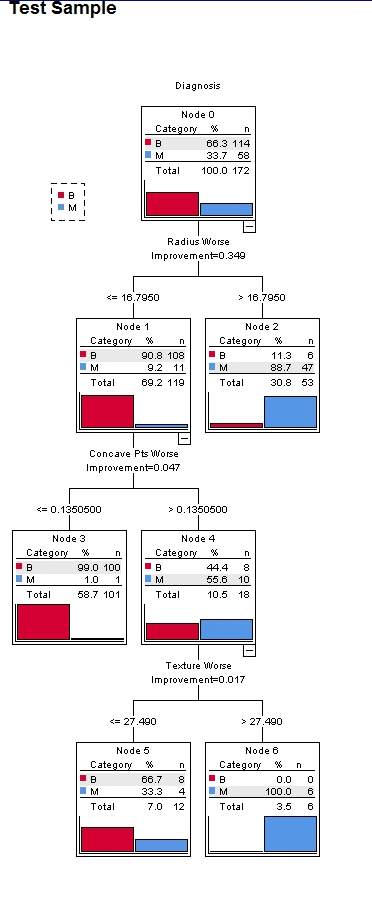 Test Sample
Diagnosis
Node 0
Category % n
B 66.3 114
M 33.7 58
Total 100.0 172
B
M
Radius Worse
Improvement=0.349
<= 16.7950 > 16.7950
Node 1
Category % n
B 90.8 108
M 9.2 11
Total 69.2 119
Node 2
Category % n
B 11.3 6
M 88.7 47
Total 30.8 53
Concave Pts Worse
Improvement=0.047
<= 0.1350500 > 0.1350500
Node 3
Category % n
B 99.0 100
M 1.0 1
Total 58.7 101
Node 4
Category % n
B 44.4 8
M 55.6 10
Total 10.5 18
Texture Worse
Improvement=0.017
<= 27.490 > 27.490
Node 5
Category % n
B 66.7 8
M 33.3 4
Total 7.0 12
Node 6
Category % n
B 0.0 0
M 100.0 6
Total 3.5 6